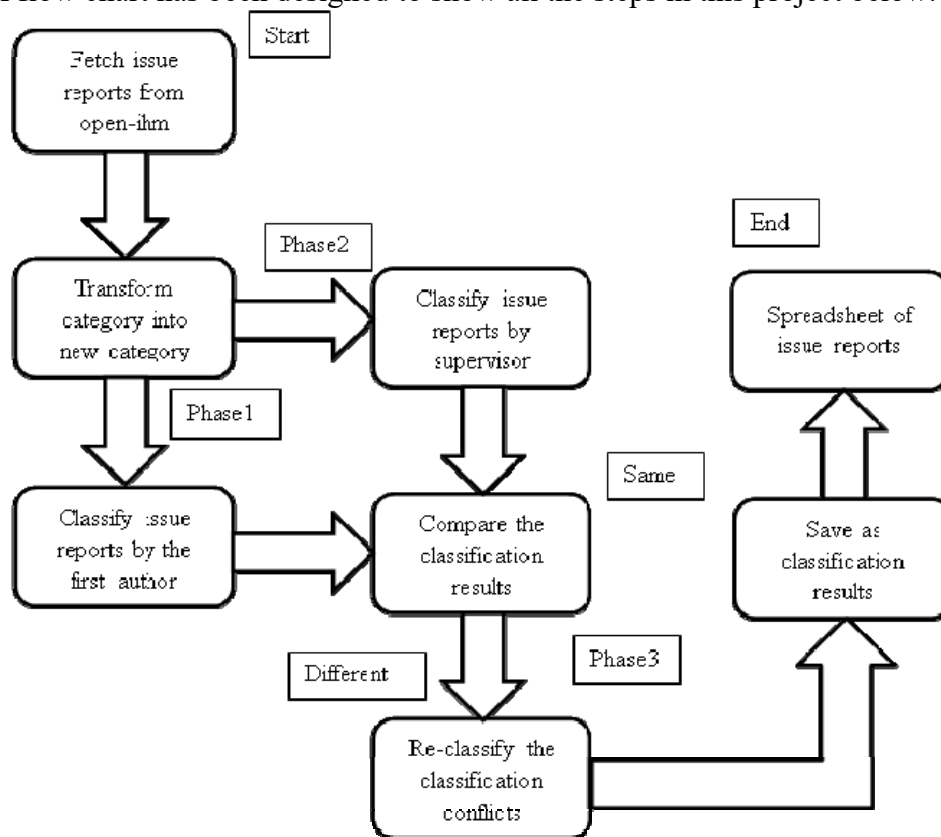 A flow chart has been designed to show all the steps in this project below.
Start
Fetch issue
reports from
open-ihm
Phase2
End
Transform
category into
new category
Classify issue
reports by
supervisor
Spreadsheet of
issue reports
Phase1
Same
Classify issue
reports by the
first author
Compare the
classification
results
Save as
classification
results
Different
Phase3
Re-classify the
classification
conflicts